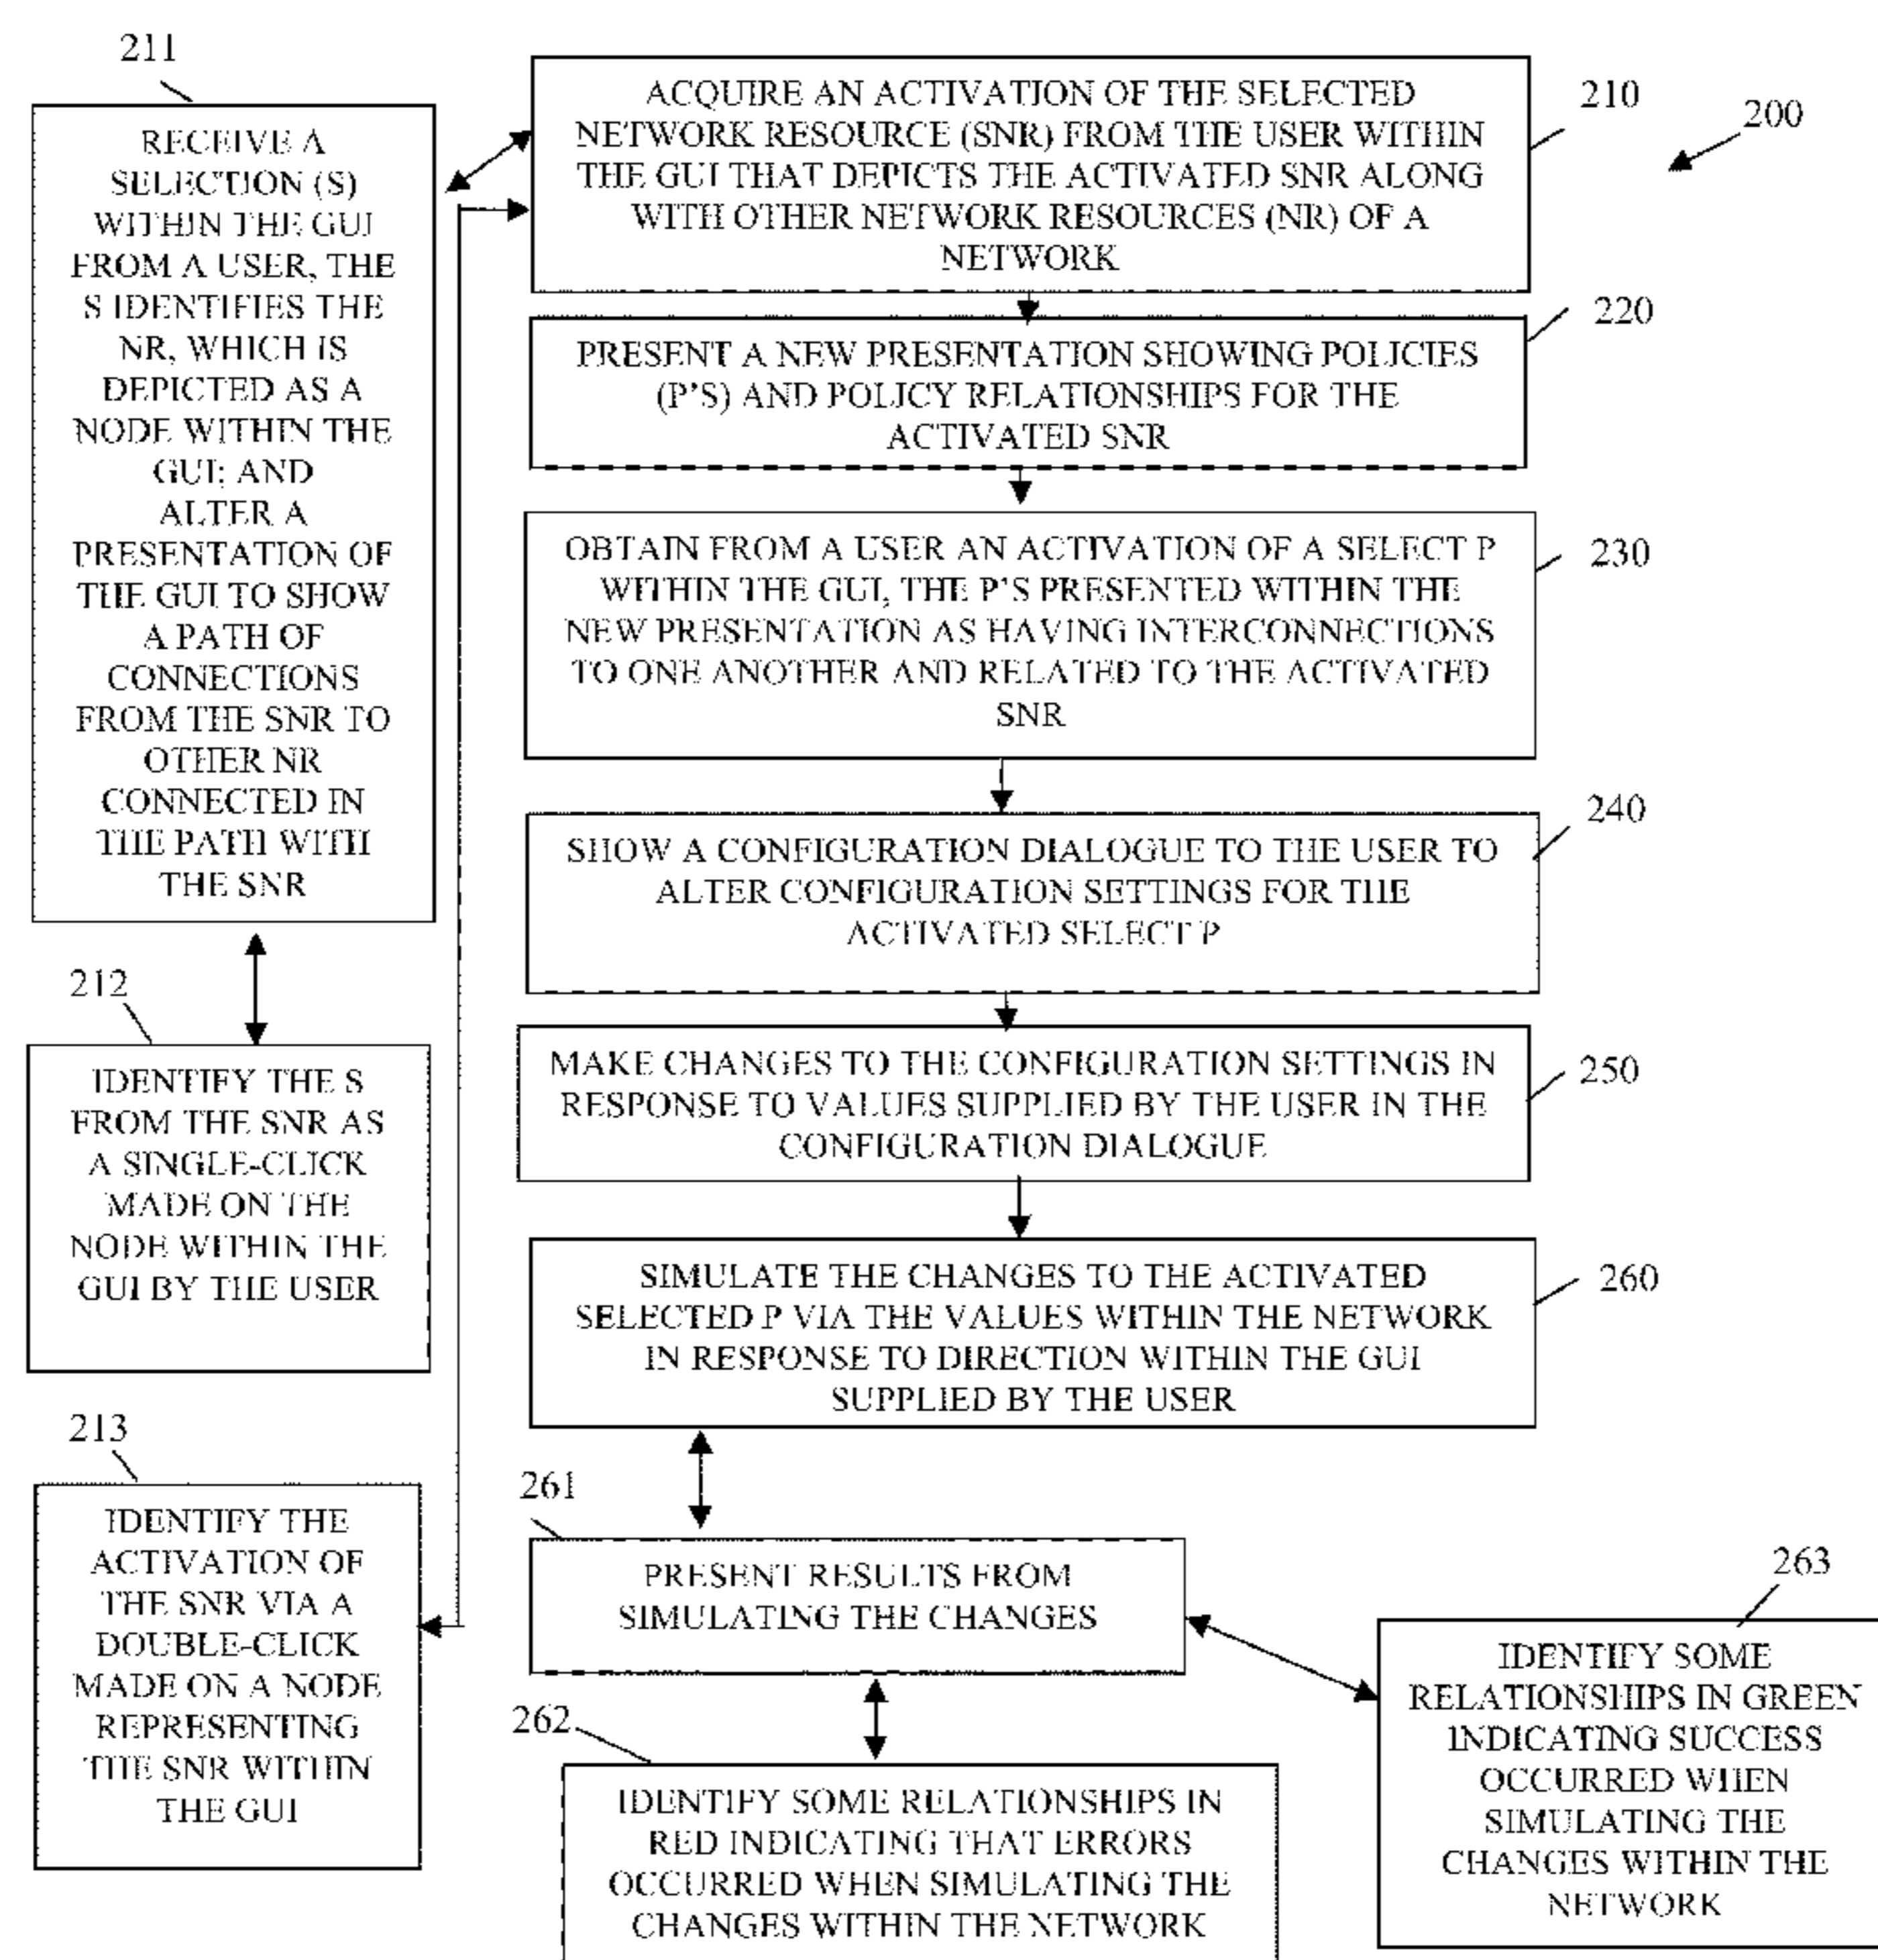 211
RECEIVE A
SELECTION (S)
WITHIN THE GUI
FROM A USER, THE
S IDENTIFIES THE
NR, WHICH IS
DEPICTED AS A
NODE WITHIN THE
GUI; AND
ALTER A
PRESENTATION OF
THE GUI TO SHOW
A PATH OF
CONNECTIONS
FROM THE SNR TO
OTHER NR
CONNECTED IN
THE PATH WITH
THE SNR
212
IDENTIFY THE S
FROM THE SNR AS
A SINGLE-CLICK
MADE ON THE
NODE WITHIN THE
GUI BY THE USER
213
IDENTIFY THE
ACTIVATION OF
THE SNR VIA A
DOUBLE-CLICK
MADE ON A NODE
REPRESENTING
THE SNR WITHIN
THE GUI
200
210
ACQUIRE AN ACTIVATION OF THE SELECTED
NETWORK RESOURCE (SNR) FROM THE USER WITHIN
THE GUI THAT DEPICTS THE ACTIVATED SNR ALONG
WITH OTHER NETWORK RESOURCES (NR) OF A
NETWORK
220
PRESENT A NEW PRESENTATION SHOWING POLICIES
(P'S) AND POLICY RELATIONSHIPS FOR THE
ACTIVATED SNR
230
OBTAIN FROM A USER AN ACTIVATION OF A SELECT P
WITHIN THE GUI, THE P'S PRESENTED WITHIN THE
NEW PRESENTATION AS HAVING INTERCONNECTIONS
TO ONE ANOTHER AND RELATED TO THE ACTIVATED
SNR
240
SHOW A CONFIGURATION DIALOGUE TO THE USER TO
ALTER CONFIGURATION SETTINGS FOR THE
ACTIVATED SELECT P
250
MAKE CHANGES TO THE CONFIGURATION SETTINGS IN
RESPONSE TO VALUES SUPPLIED BY THE USER IN THE
CONFIGURATION DIALOGUE
260
SIMULATE THE CHANGES TO THE ACTIVATED
SELECTED P VIA THE VALUES WITHIN THE NETWORK
IN RESPONSE TO DIRECTION WITHIN THE GUI
SUPPLIED BY THE USER
261
PRESENT RESULTS FROM
SIMULATING THE CHANGES
262
IDENTIFY SOME RELATIONSHIPS IN
RED INDICATING THAT ERRORS
OCCURRED WHEN SIMULATING THE
CHANGES WITHIN THE NETWORK
263
IDENTIFY SOME
RELATIONSHIPS IN GREEN
INDICATING SUCCESS
OCCURRED WHEN
SIMULATING THE
CHANGES WITHIN THE
NETWORK